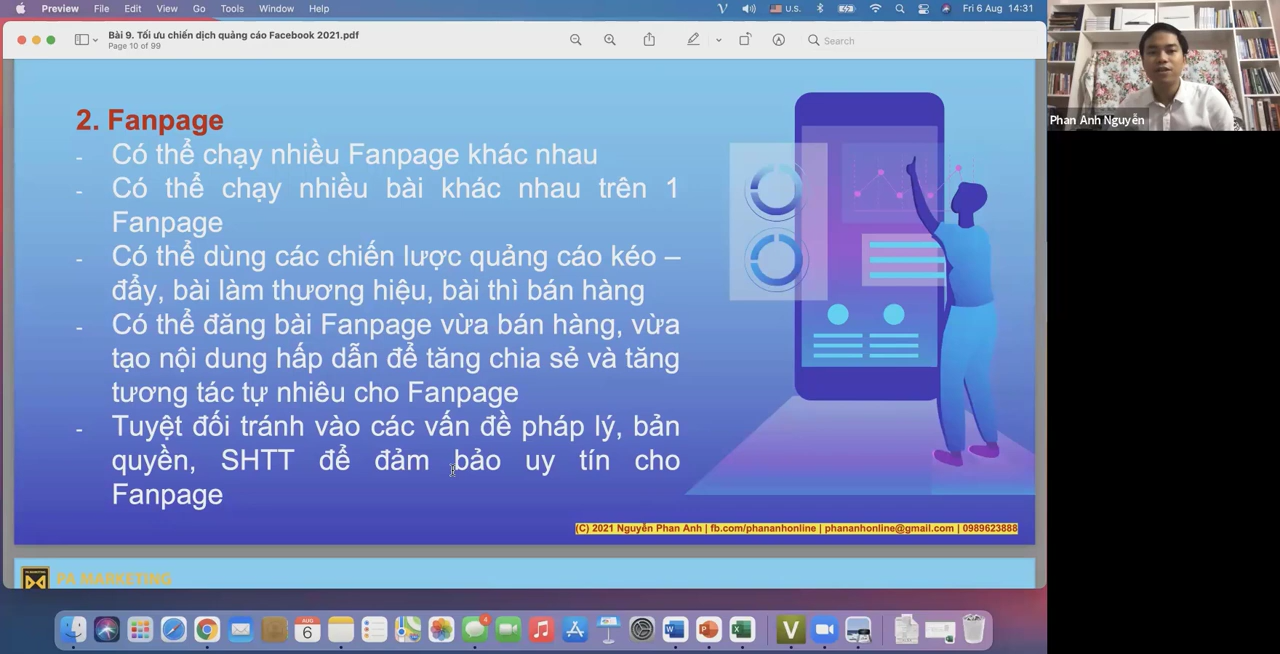 Preview File Edit View Go Tools Window Help
U.S.
Fri 6 Aug 14:31
Bài 9. Tối ưu chiến dịch quảng cáo Facebook 2021.pdf
Page 10 of 99
Search
Phan Anh Nguyễn
2. Fanpage
- Có thể chạy nhiều Fanpage khác nhau
- Có thể chạy nhiều bài khác nhau trên 1
Fanpage
- Có thể dùng các chiến lược quảng cáo kéo –
đẩy, bài làm thương hiệu, bài thì bán hàng
- Có thể đăng bài Fanpage vừa bán hàng, vừa
tạo nội dung hấp dẫn để tăng chia sẻ và tăng
tương tác tự nhiêu cho Fanpage
- Tuyệt đối tránh vào các vấn đề pháp lý, bản
quyền, SHTT để đảm bảo uy tín cho
Fanpage
(C) 2021 Nguyễn Phan Anh | fb.com/phananhonline | phananhonline@gmail.com | 0989623888
PA MARKETING
AUG
6
4